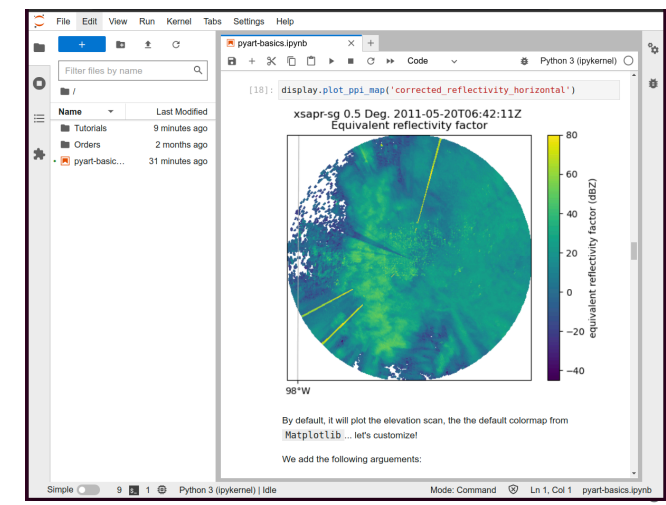 File Edit View Run Kernel Tabs Settings Help
pyart-basics.ipynb
Filter files by name
Code
Python 3 (ipykernel)
/
Name
Last Modified
Tutorials 9 minutes ago
Orders 2 months ago
pyart-basic... 31 minutes ago
[18]: display.plot_ppi_map('corrected_reflectivity_horizontal')
xsapr-sg 0.5 Deg. 2011-05-20T06:42:11Z
Equivalent reflectivity factor
80
60
40
20
0
−20
−40
equivalent reflectivity factor (dBZ)
98°W
By default, it will plot the elevation scan, the the default colormap from
Matplotlib ... let's customize!
We add the following arguements:
Simple 9 1 Python 3 (ipykernel) | Idle Mode: Command Ln 1, Col 1 pyart-basics.ipynb